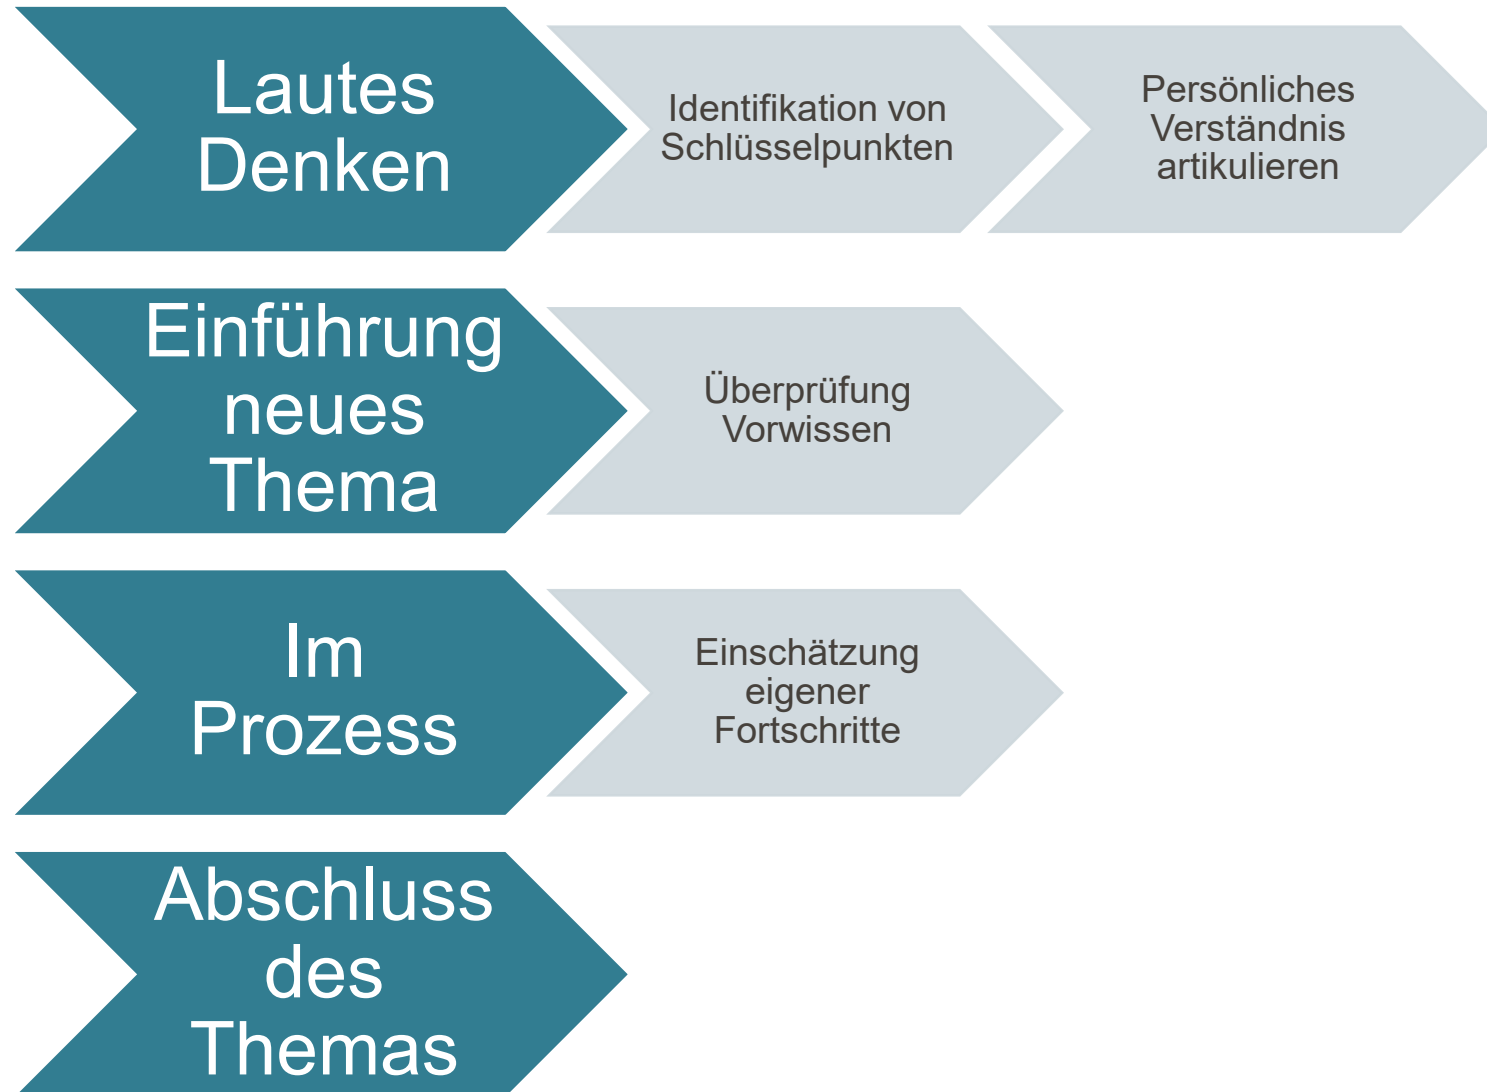 Lautes
Denken
Identifikation von
Schlüsselpunkten
Persönliches
Verständnis
artikulieren
Einführung
neues
Thema
Überprüfung
Vorwissen
Im
Prozess
Einschätzung
eigener
Fortschritte
Abschluss
des
Themas